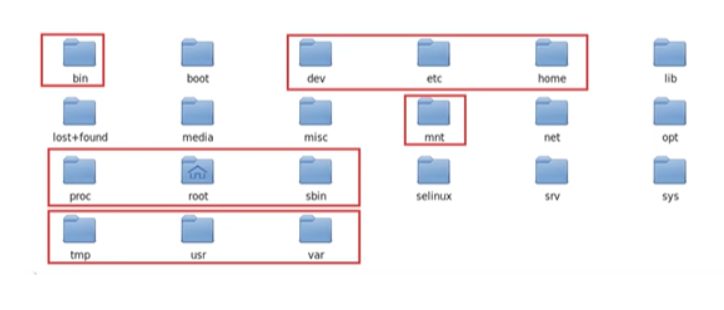 bin boot dev etc home lib
lost+found media misc mnt net opt
proc root sbin selinux srv sys
tmp usr var